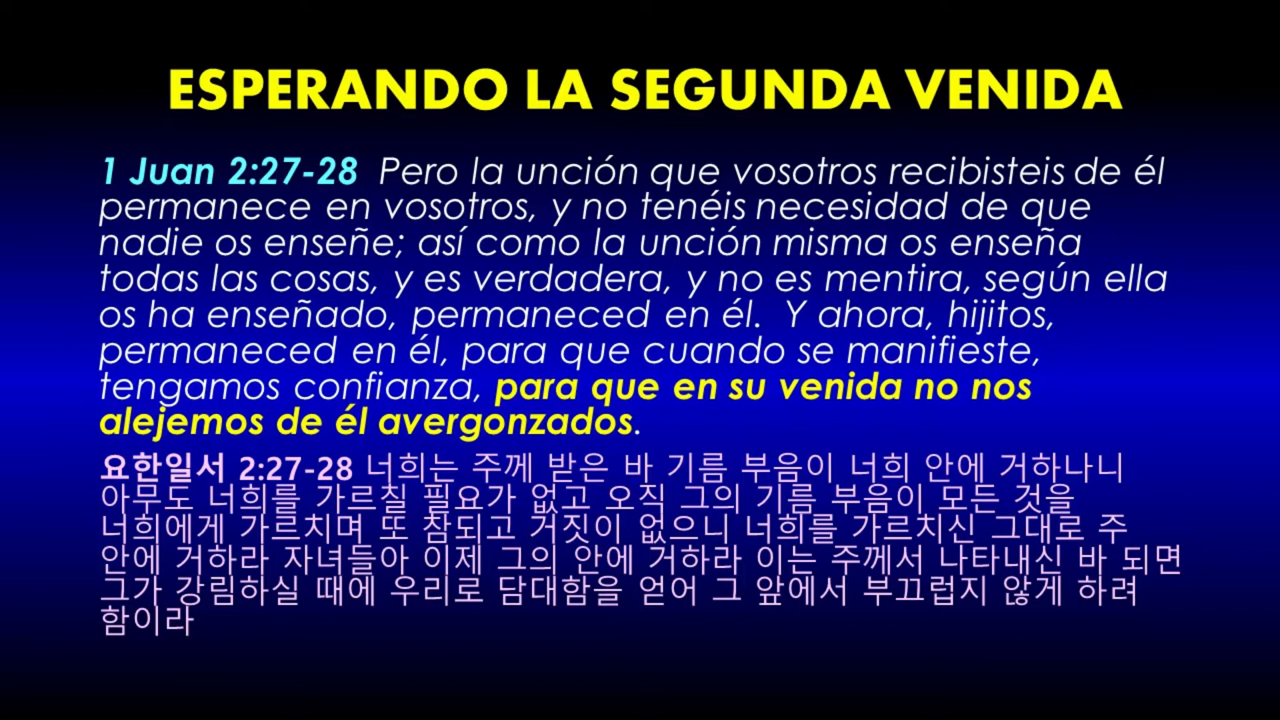 ESPERANDO LA SEGUNDA VENIDA
1 Juan 2:27-28 Pero la unción que vosotros recibisteis de él
permanece en vosotros, y no tenéis necesidad de que
nadie os enseñe; así como la unción misma os enseña
todas las cosas, y es verdadera, y no es mentira, según ella
os ha enseñado, permaneced en él. Y ahora, hijitos,
permaneced en él, para que cuando se manifieste,
tengamos confianza, para que en su venida no nos
alejemos de él avergonzados.
요한일서 2:27-28 너희는 주께 받은 바 기름 부음이 너희 안에 거하나니
아무도 너희를 가르칠 필요가 없고 오직 그의 기름 부음이 모든 것을
너희에게 가르치며 또 참되고 거짓이 없으니 너희를 가르치신 그대로 주
안에 거하라 자녀들아 이제 그의 안에 거하라 이는 주께서 나타내신 바 되면
그가 강림하실 때에 우리로 담대함을 얻어 그 앞에서 부끄럽지 않게 하려
함이라